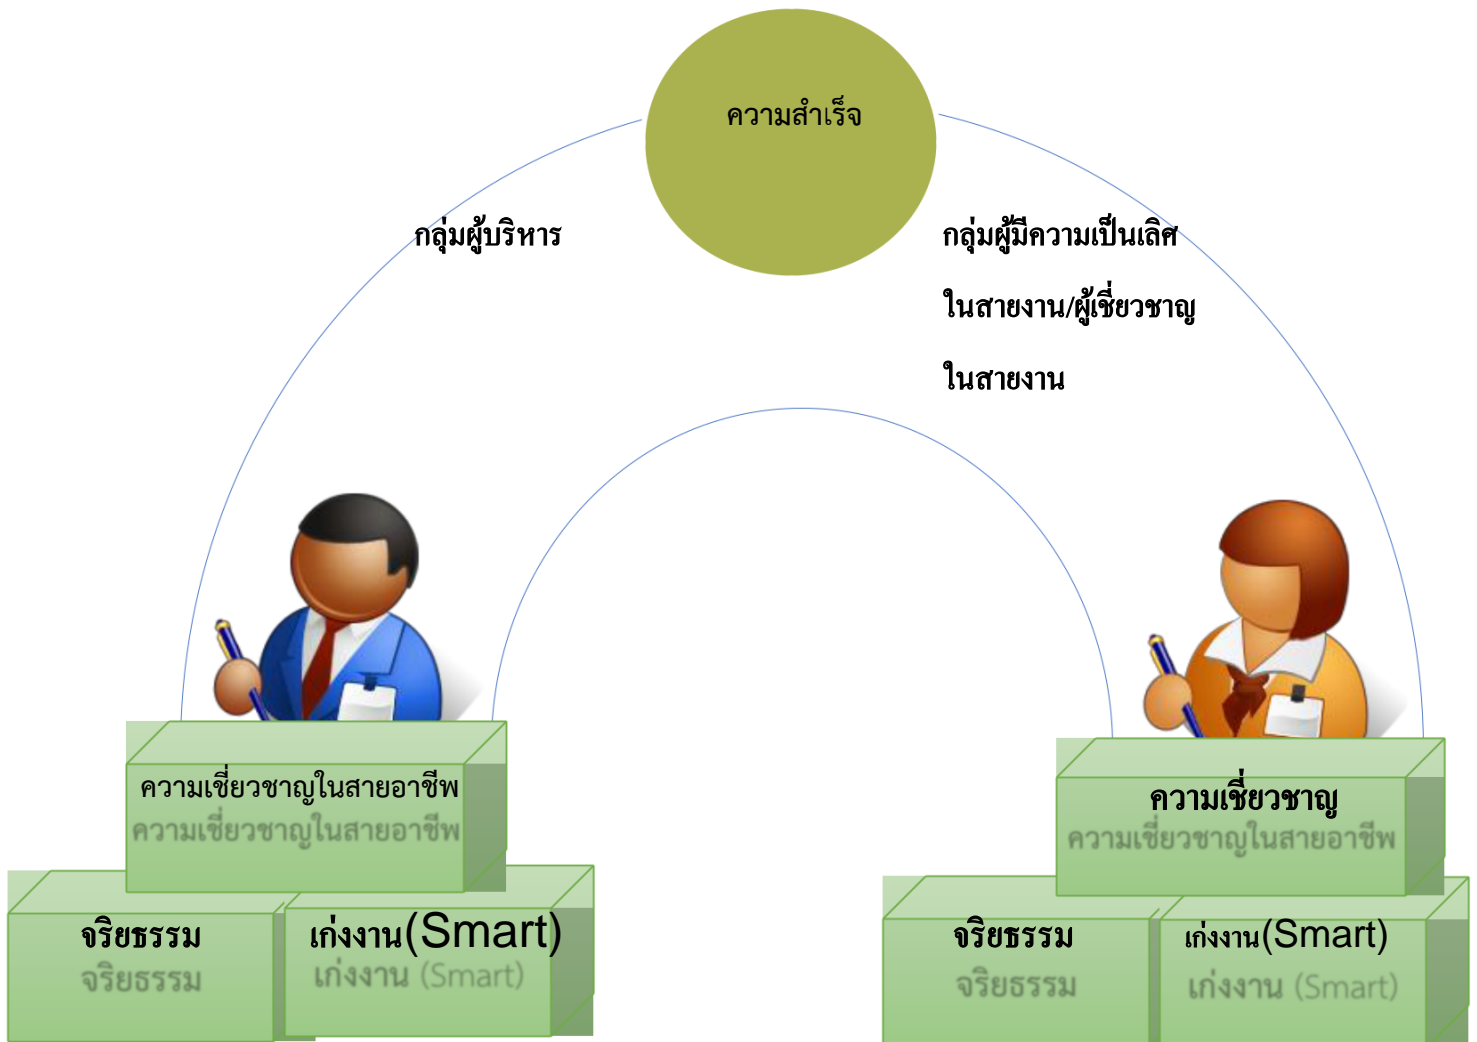 ความสำเร็จ
กลุ่มผู้บริหาร
กลุ่มผู้มีความเป็นเลิศ
ในสายงาน/ผู้เชี่ยวชาญ
ในสายงาน
ความเชี่ยวชาญในสายอาชีพ
ความเชี่ยวชาญในสายอาชีพ
จริยธรรม
จริยธรรม
เก่งงาน(Smart)
เก่งงาน (Smart)
ความเชี่ยวชาญ
ความเชี่ยวชาญในสายอาชีพ
จริยธรรม
จริยธรรม
เก่งงาน(Smart)
เก่งงาน (Smart)